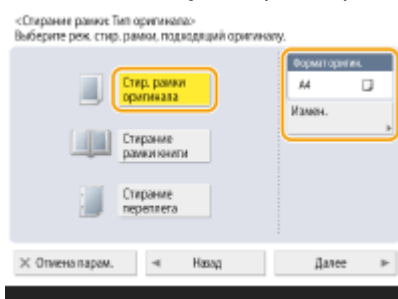 <Стирание рамки: Тип оригинала>
Выберите реж. стир. рамки, подходящий оригиналу.
Формат оригин.
A4
Измен.
Стир. рамки
оригинала
Стирание
рамки книги
Стирание
переплета
Отмена парам.
Назад
Далее